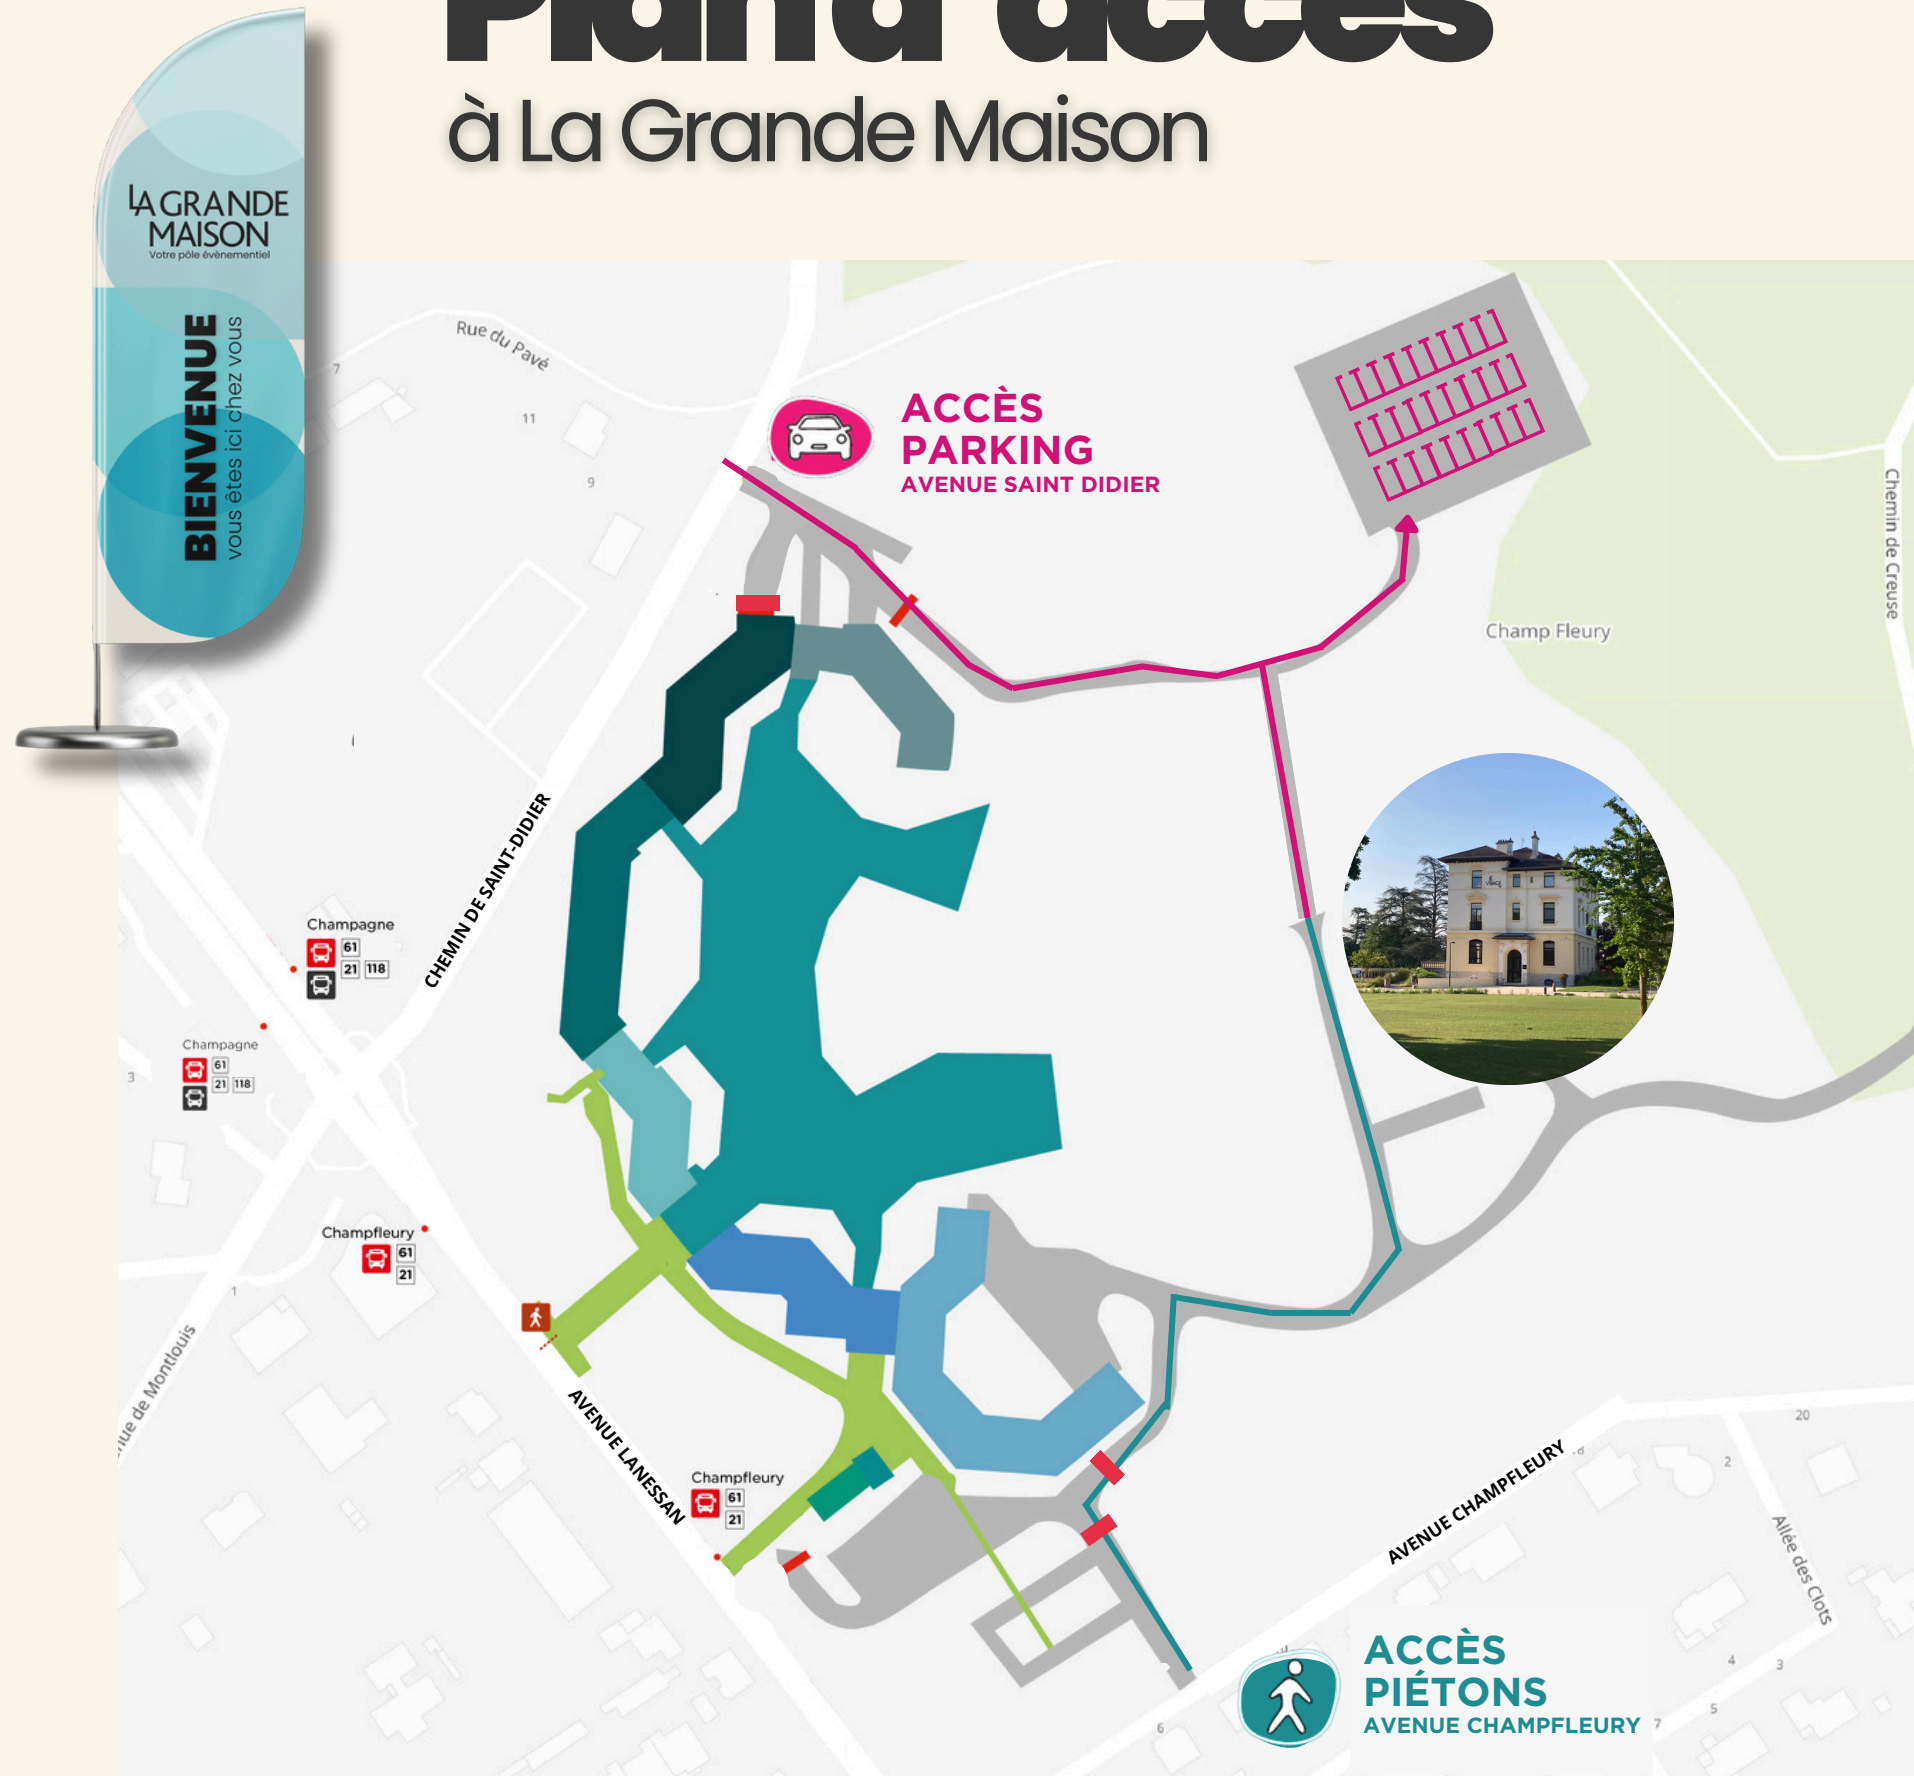 Plan d'accès
à La Grande Maison
LA GRANDE
MAISON
Votre pôle évènementiel
BIENVENUE
vous êtes ici chez vous
Rue du Pavé
7
11
9
ACCÈS
PARKING
AVENUE SAINT DIDIER
Chemin de Creuse
Champ Fleury
CHEMIN DE SAINT-DIDIER
Champagne
61
21 118
Champagne
61
21 118
3
Champfleury
61
21
1
AVENUE LANESSAN
Champfleury
61
21
AVENUE CHAMPFLEURY
20
2
Allée des Clots
4
3
5
7
6
ACCÈS
PIÉTONS
AVENUE CHAMPFLEURY
de Montlouis